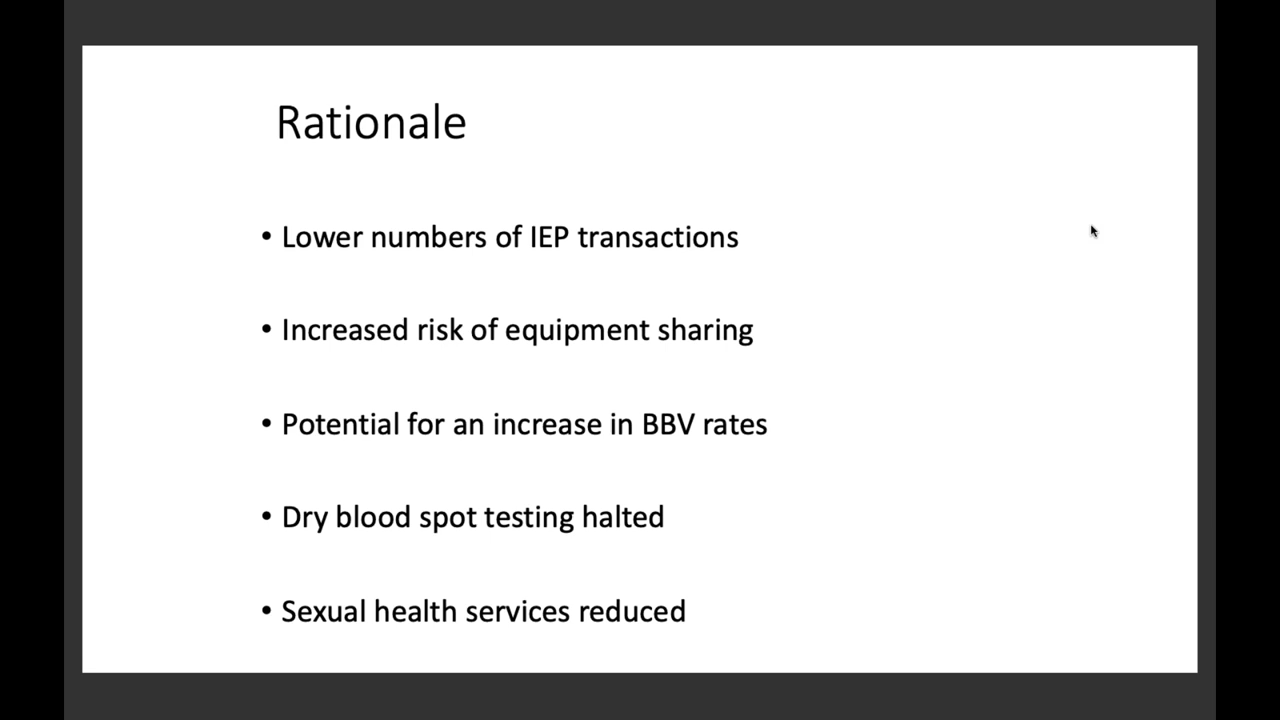 Rationale
• Lower numbers of IEP transactions
• Increased risk of equipment sharing
• Potential for an increase in BBV rates
• Dry blood spot testing halted
• Sexual health services reduced